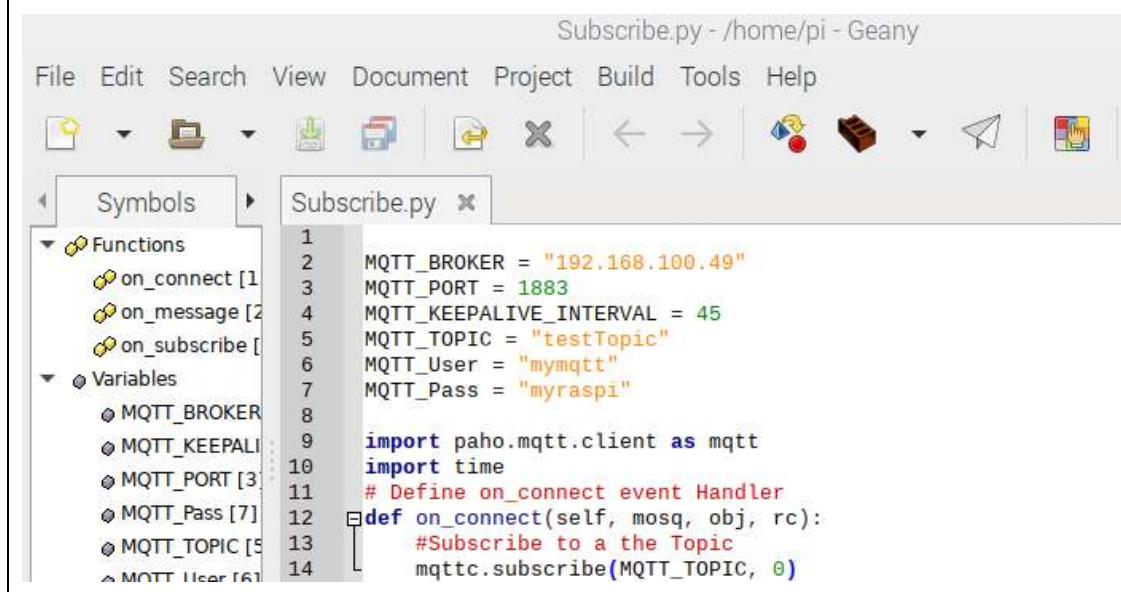 Subscribe.py - /home/pi - Geany
File Edit Search View Document Project Build Tools Help
Symbols
Subscribe.py
Functions
on_connect [1
on_message [2
on_subscribe [
Variables
MQTT_BROKER
MQTT_KEEPALI
MQTT_PORT [3]
MQTT_Pass [7]
MQTT_TOPIC [5
MQTT_User [6]
1
2 MQTT_BROKER = "192.168.100.49"
3 MQTT_PORT = 1883
4 MQTT_KEEPALIVE_INTERVAL = 45
5 MQTT_TOPIC = "testTopic"
6 MQTT_User = "mymqtt"
7 MQTT_Pass = "myraspi"
8
9 import paho.mqtt.client as mqtt
10 import time
11 # Define on_connect event Handler
12 def on_connect(self, mosq, obj, rc):
13 #Subscribe to a the Topic
14 mqttc.subscribe(MQTT_TOPIC, 0)